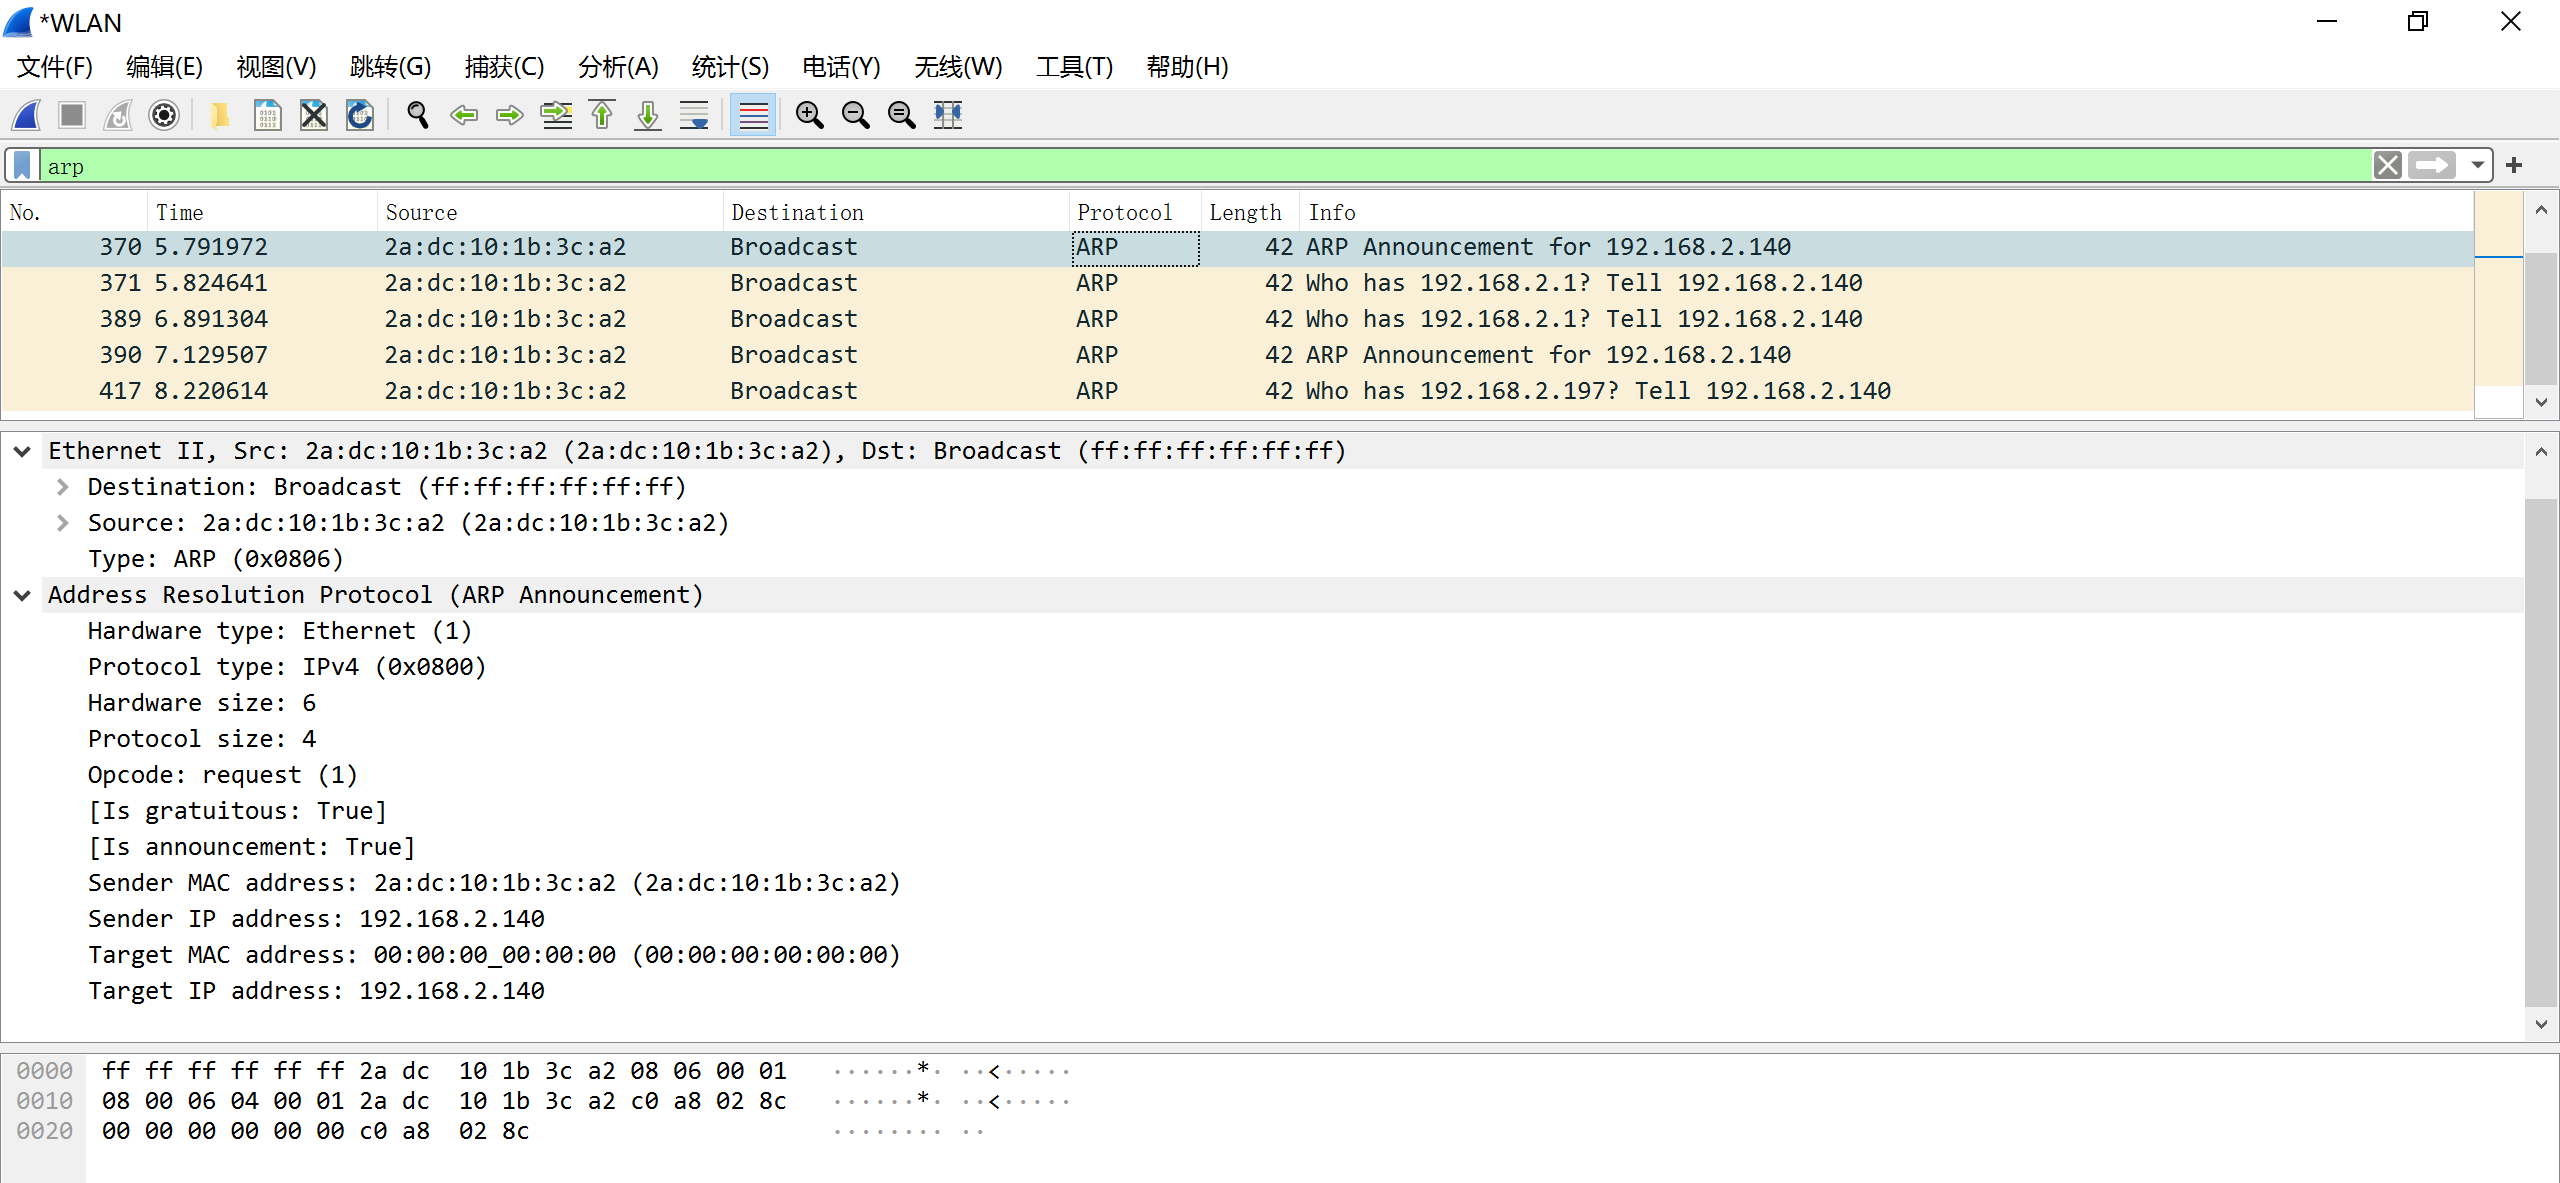 *WLAN
文件(F) 编辑(E) 视图(V) 跳转(G) 捕获(C) 分析(A) 统计(S) 电话(Y) 无线(W) 工具(T) 帮助(H)
arp
No. Time Source Destination Protocol Length Info
370 5.791972 2a:dc:10:1b:3c:a2 Broadcast ARP 42 ARP Announcement for 192.168.2.140
371 5.824641 2a:dc:10:1b:3c:a2 Broadcast ARP 42 Who has 192.168.2.1? Tell 192.168.2.140
389 6.891304 2a:dc:10:1b:3c:a2 Broadcast ARP 42 Who has 192.168.2.1? Tell 192.168.2.140
390 7.129507 2a:dc:10:1b:3c:a2 Broadcast ARP 42 ARP Announcement for 192.168.2.140
417 8.220614 2a:dc:10:1b:3c:a2 Broadcast ARP 42 Who has 192.168.2.197? Tell 192.168.2.140
Ethernet II, Src: 2a:dc:10:1b:3c:a2 (2a:dc:10:1b:3c:a2), Dst: Broadcast (ff:ff:ff:ff:ff:ff)
Destination: Broadcast (ff:ff:ff:ff:ff:ff)
Source: 2a:dc:10:1b:3c:a2 (2a:dc:10:1b:3c:a2)
Type: ARP (0x0806)
Address Resolution Protocol (ARP Announcement)
Hardware type: Ethernet (1)
Protocol type: IPv4 (0x0800)
Hardware size: 6
Protocol size: 4
Opcode: request (1)
[Is gratuitous: True]
[Is announcement: True]
Sender MAC address: 2a:dc:10:1b:3c:a2 (2a:dc:10:1b:3c:a2)
Sender IP address: 192.168.2.140
Target MAC address: 00:00:00_00:00:00 (00:00:00:00:00:00)
Target IP address: 192.168.2.140
0000 ff ff ff ff ff ff 2a dc 10 1b 3c a2 08 06 00 01 ······*· ··<·····
0010 08 00 06 04 00 01 2a dc 10 1b 3c a2 c0 a8 02 8c ······*· ··<·····
0020 00 00 00 00 00 00 c0 a8 02 8c ········ ··